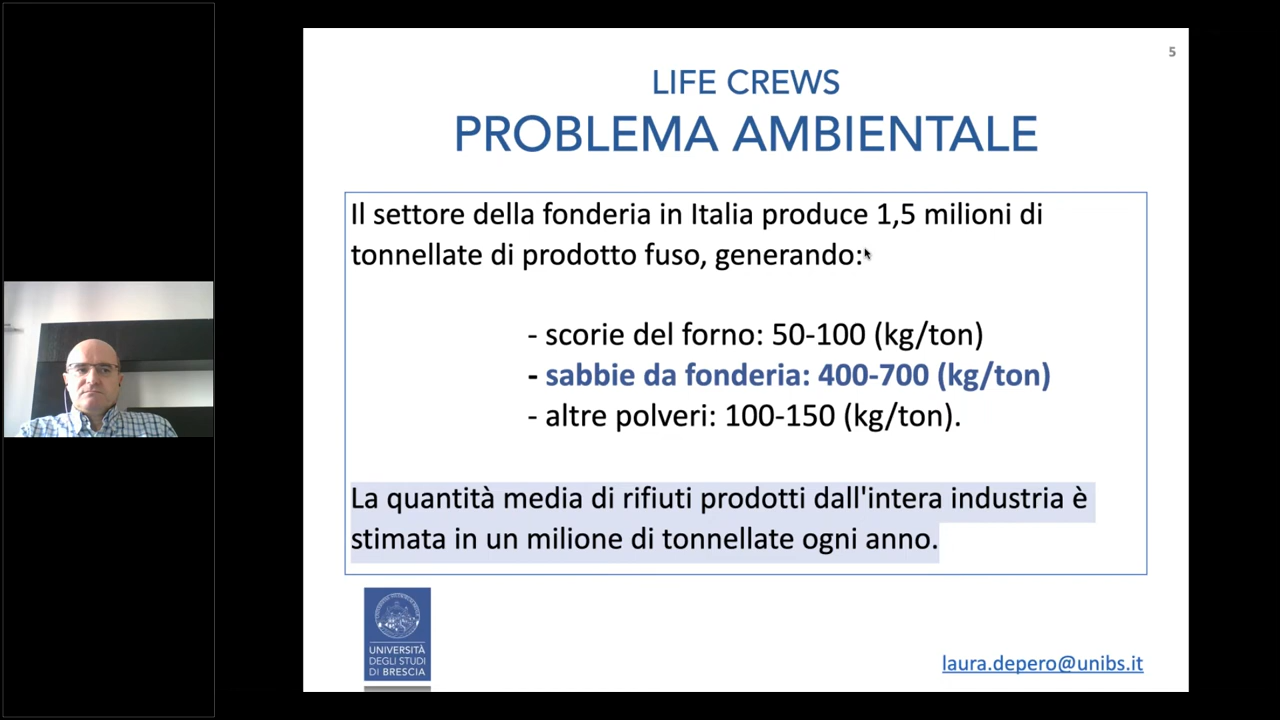 5
LIFE CREWS
PROBLEMA AMBIENTALE
Il settore della fonderia in Italia produce 1,5 milioni di
tonnellate di prodotto fuso, generando:
- scorie del forno: 50-100 (kg/ton)
- sabbie da fonderia: 400-700 (kg/ton)
- altre polveri: 100-150 (kg/ton).
La quantità media di rifiuti prodotti dall'intera industria è
stimata in un milione di tonnellate ogni anno.
UNIVERSITÀ
DEGLI STUDI
DI BRESCIA
laura.depero@unibs.it